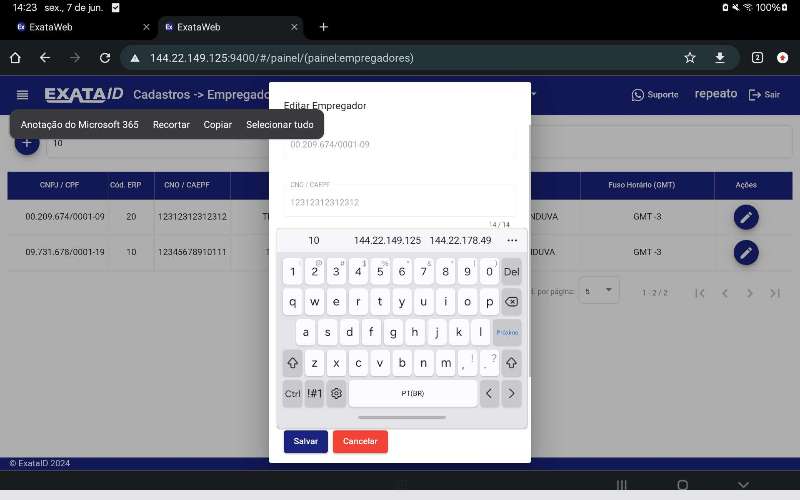 14:23 sex., 7 de jun.
ExataWeb
ExataWeb
144.22.149.125:9400/#/painel/(painel:empregadores)
2
100%
EXATA ID Cadastros -> Empregado
Suporte
repeato
Sair
Anotação do Microsoft 365 Recortar Copiar Selecionar tudo
Editar Empregador
10
00.209.674/0001-09
CNPJ / CPF Cód. ERP CNO / CAEPF Fuso Horário (GMT) Ações
CNO / CAEPF
12312312312312
14 / 14
00.209.674/0001-09 20 12312312312312 NDUVA GMT -3
09.731.678/0001-19 10 12345678910111 NDUVA GMT -3
por página: 5 1 - 2 / 2
10 144.22.149.125 144.22.178.49 ...
1 2 3 4 5 6 7 8 9 0 Del
q w e r t y u i o p
a s d f g h j k l Próximo
z x c v b n m , ! . ?
Ctrl !#1 PT(BR) < >
Salvar Cancelar
© ExataID 2024